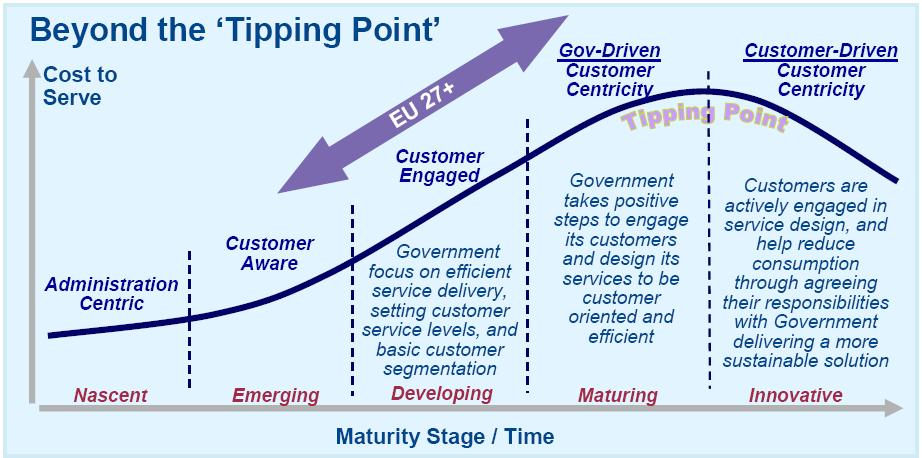 Beyond the ‘Tipping Point’
Cost to
Serve
EU 27+
Gov-Driven
Customer
Centricity
Customer-Driven
Customer
Centricity
Tipping Point
Customer
Engaged
Customer
Aware
Administration
Centric
Government
focus on efficient
service delivery,
setting customer
service levels, and
basic customer
segmentation
Government
takes positive
steps to engage
its customers
and design its
services to be
customer
oriented and
efficient
Customers are
actively engaged in
service design, and
help reduce
consumption
through agreeing
their responsibilities
with Government
delivering a more
sustainable solution
Nascent
Emerging
Developing
Maturing
Innovative
Maturity Stage / Time